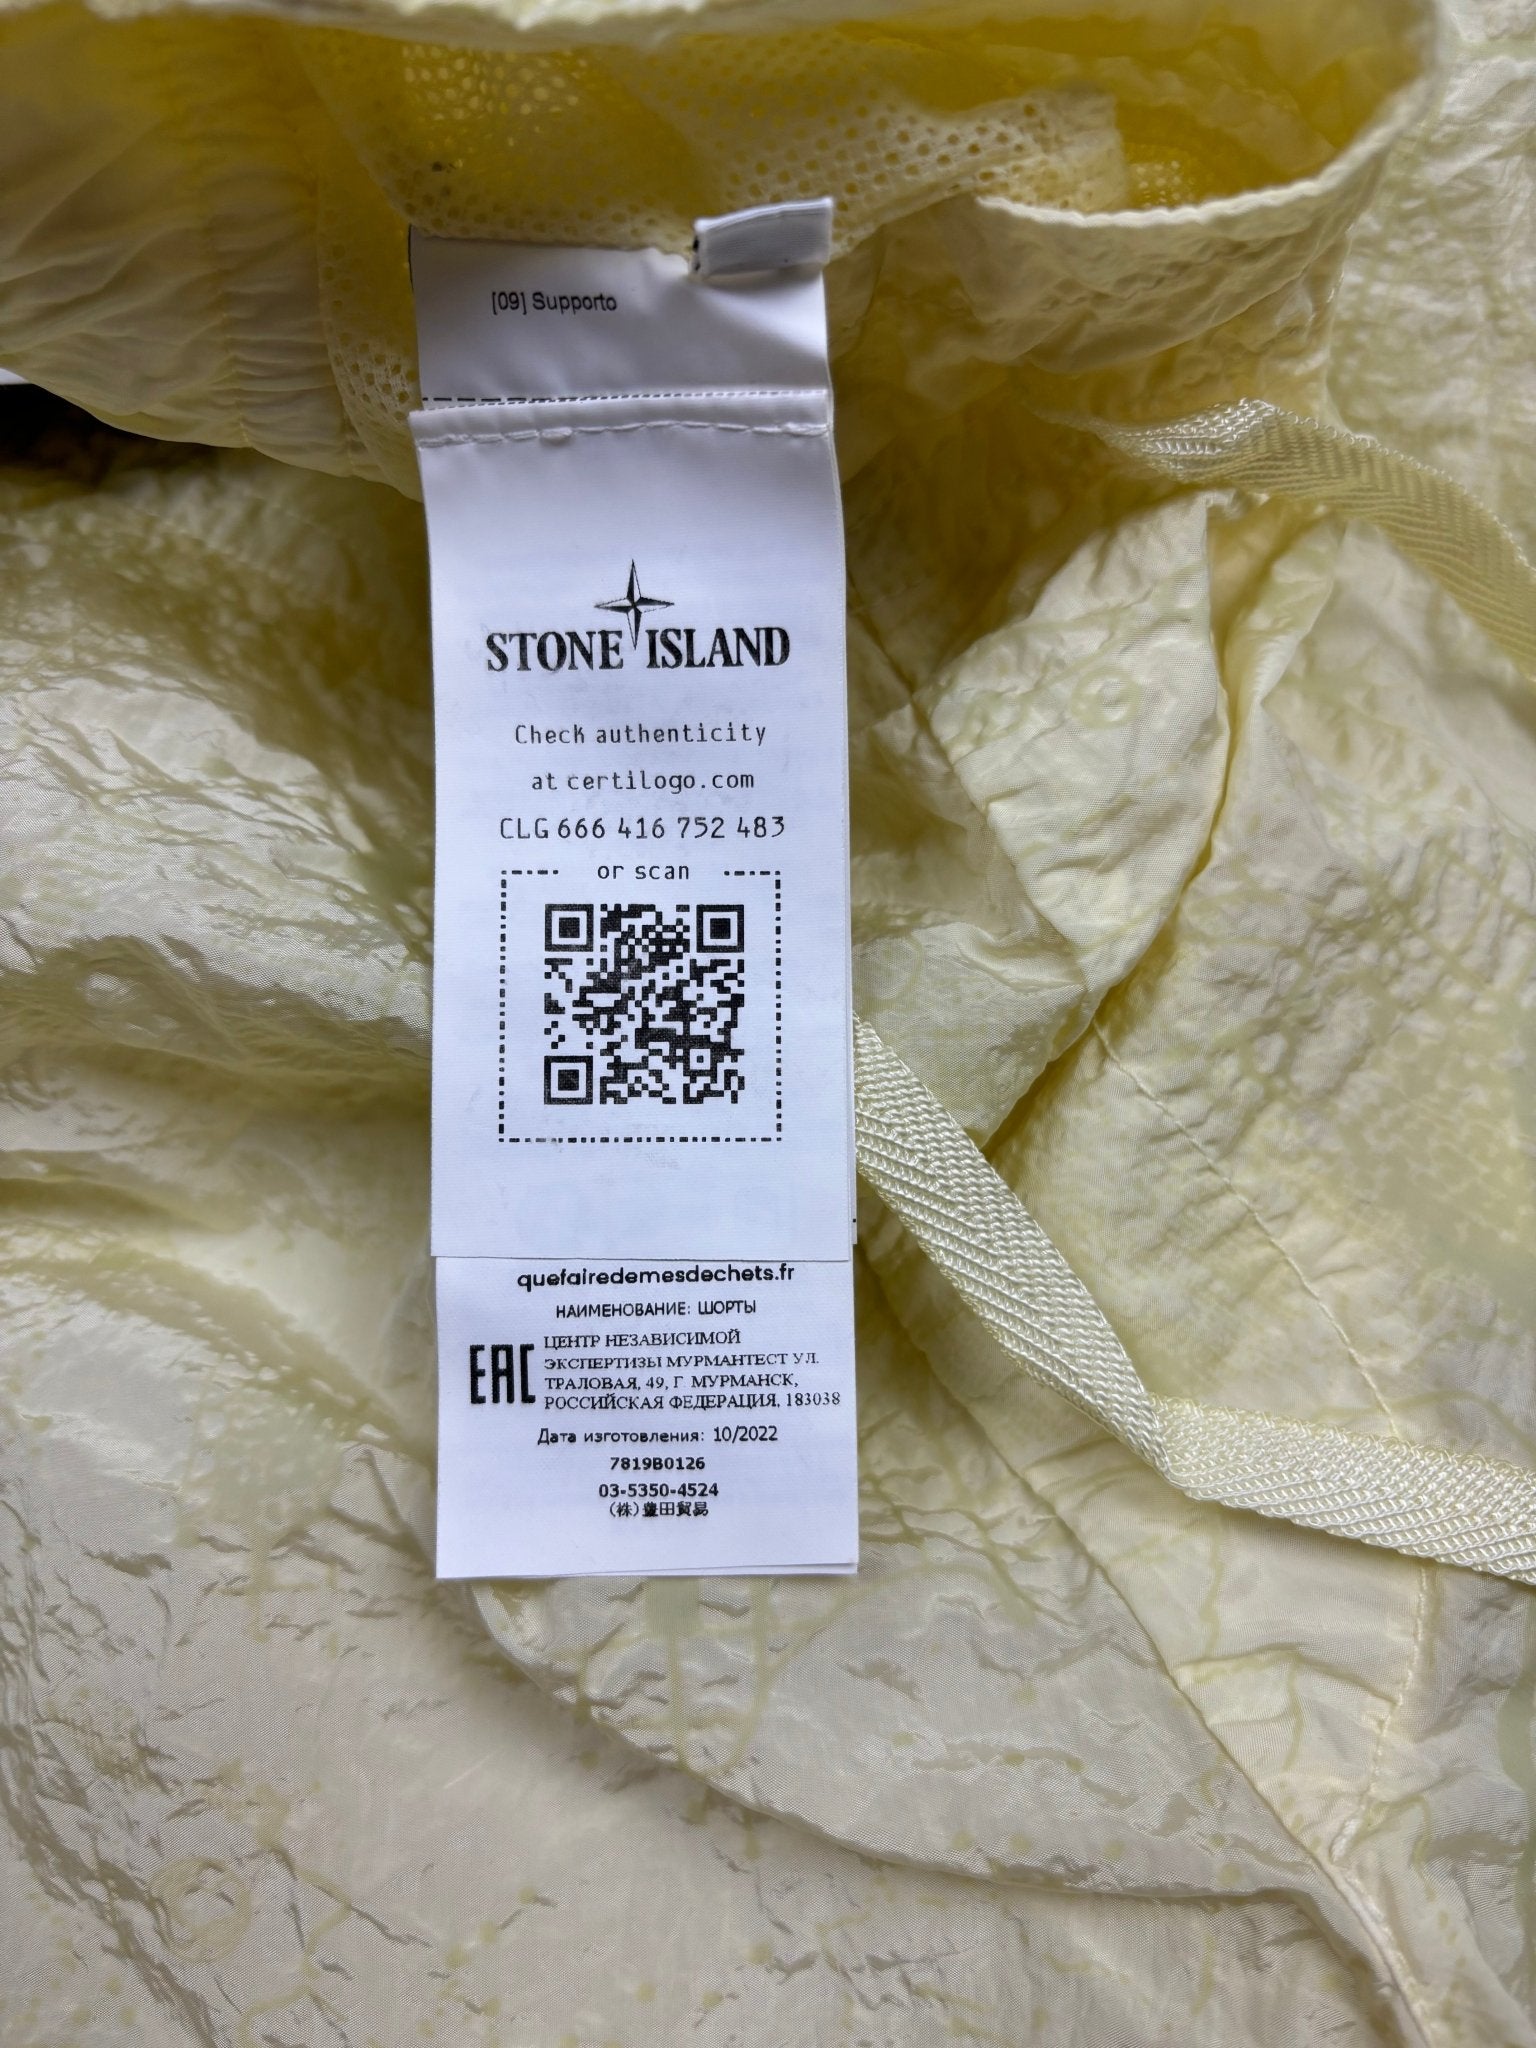 [09] Supporto
STONE ISLAND
Check authenticity
at certilogo.com
CLG 666 416 752 483
or scan
quefairedemesdechets.fr
НАИМЕНОВАНИЕ: ШОРТЫ
EAC
ЦЕНТР НЕЗАВИСИМОЙ
ЭКСПЕРТИЗЫ МУРМАНТЕСТ УЛ.
ТРАЛОВАЯ, 49, Г. МУРМАНСК,
РОССИЙСКАЯ ФЕДЕРАЦИЯ, 183038
Дата изготовления: 10/2022
7819B0126
03-5350-4524
(株)豊田貿易